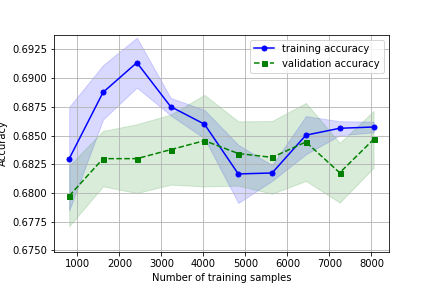 0.6925
0.6900
0.6875
0.6850
0.6825
0.6800
0.6775
0.6750
Accuracy
training accuracy
validation accuracy
1000 2000 3000 4000 5000 6000 7000 8000
Number of training samples